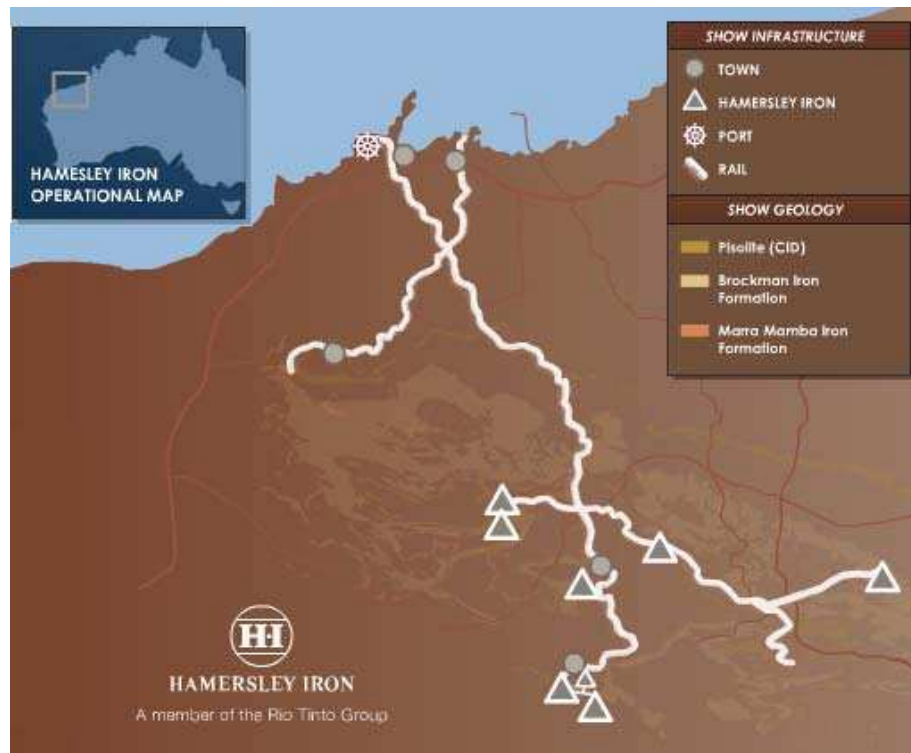 HAMESLEY IRON
OPERATIONAL MAP
SHOW INFRASTRUCTURE
TOWN
HAMERSLEY IRON
PORT
RAIL
SHOW GEOLOGY
Pisolite (CID)
Brockman Iron
Formation
Marra Mamba Iron
Formation
H·I
HAMERSLEY IRON
A member of the Rio Tinto Group